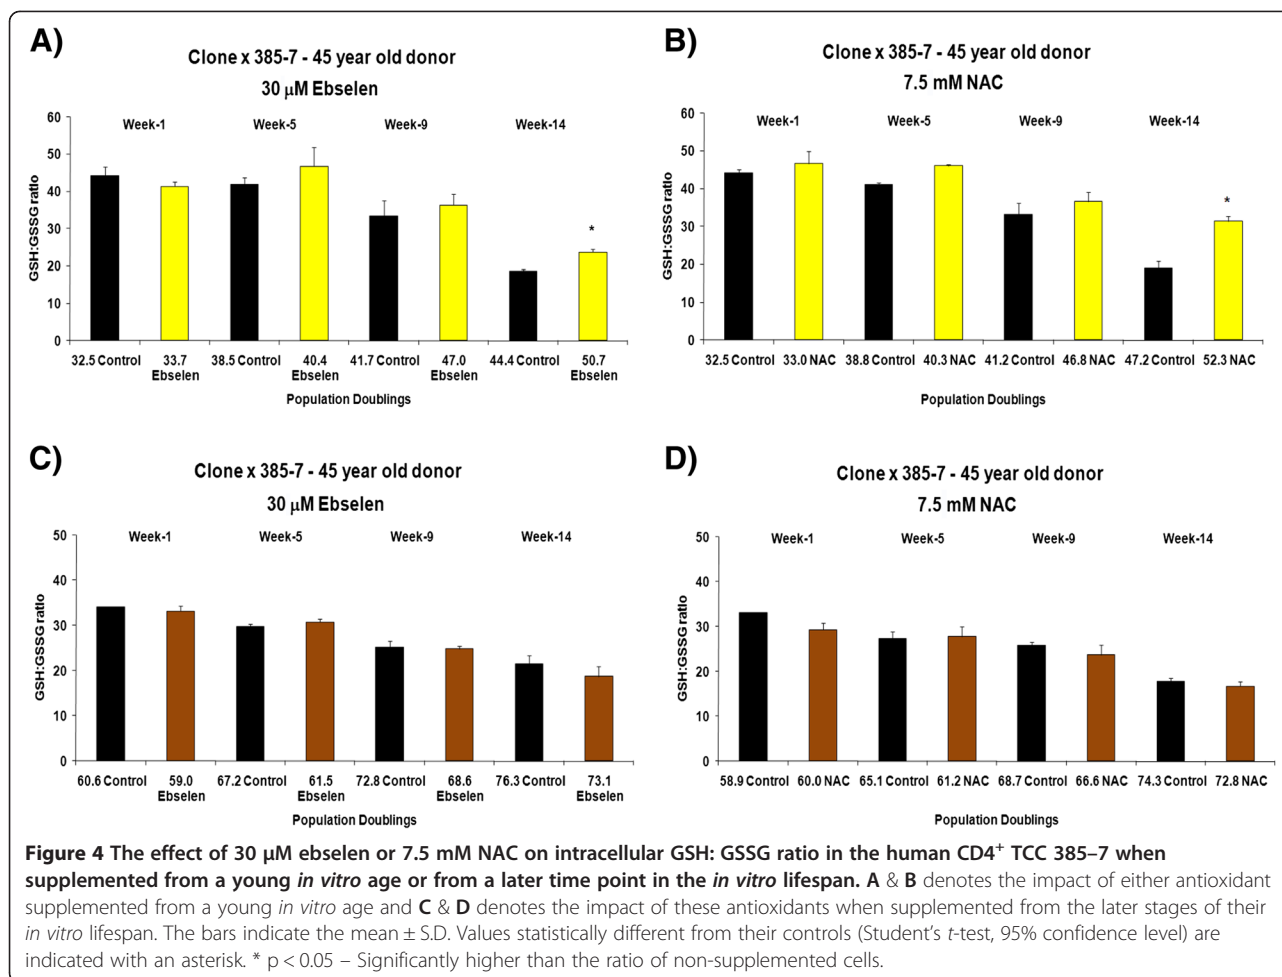 A)
Clone x 385-7 - 45 year old donor
30 μM Ebselen
Week-1 Week-5 Week-9 Week-14
GSH:GSSG ratio
60
50
40
30
20
10
0
32.5 Control 33.7 Ebselen 38.5 Control 40.4 Ebselen 41.7 Control 47.0 Ebselen 44.4 Control 50.7 Ebselen
*
Population Doublings
B)
Clone x 385-7 - 45 year old donor
7.5 mM NAC
Week-1 Week-5 Week-9 Week-14
GSH:GSSG ratio
60
50
40
30
20
10
0
*
32.5 Control 33.0 NAC 38.8 Control 40.3 NAC 41.2 Control 46.8 NAC 47.2 Control 52.3 NAC
Population Doublings
C)
Clone x 385-7 - 45 year old donor
30 μM Ebselen
Week-1 Week-5 Week-9 Week-14
GSH:GSSG ratio
50
40
30
20
10
0
60.6 Control 59.0 Ebselen 67.2 Control 61.5 Ebselen 72.8 Control 68.6 Ebselen 76.3 Control 73.1 Ebselen
Population Doublings
D)
Clone x 385-7 - 45 year old donor
7.5 mM NAC
Week-1 Week-5 Week-9 Week-14
GSH:GSSG ratio
50
40
30
20
10
0
58.9 Control 60.0 NAC 65.1 Control 61.2 NAC 68.7 Control 66.6 NAC 74.3 Control 72.8 NAC
Population Doublings
Figure 4 The effect of 30 μM ebselen or 7.5 mM NAC on intracellular GSH: GSSG ratio in the human CD4⁺ TCC 385–7 when
supplemented from a young in vitro age or from a later time point in the in vitro lifespan. A & B denotes the impact of either antioxidant
supplemented from a young in vitro age and C & D denotes the impact of these antioxidants when supplemented from the later stages of their
in vitro lifespan. The bars indicate the mean ± S.D. Values statistically different from their controls (Student's t-test, 95% confidence level) are
indicated with an asterisk. * p < 0.05 – Significantly higher than the ratio of non-supplemented cells.